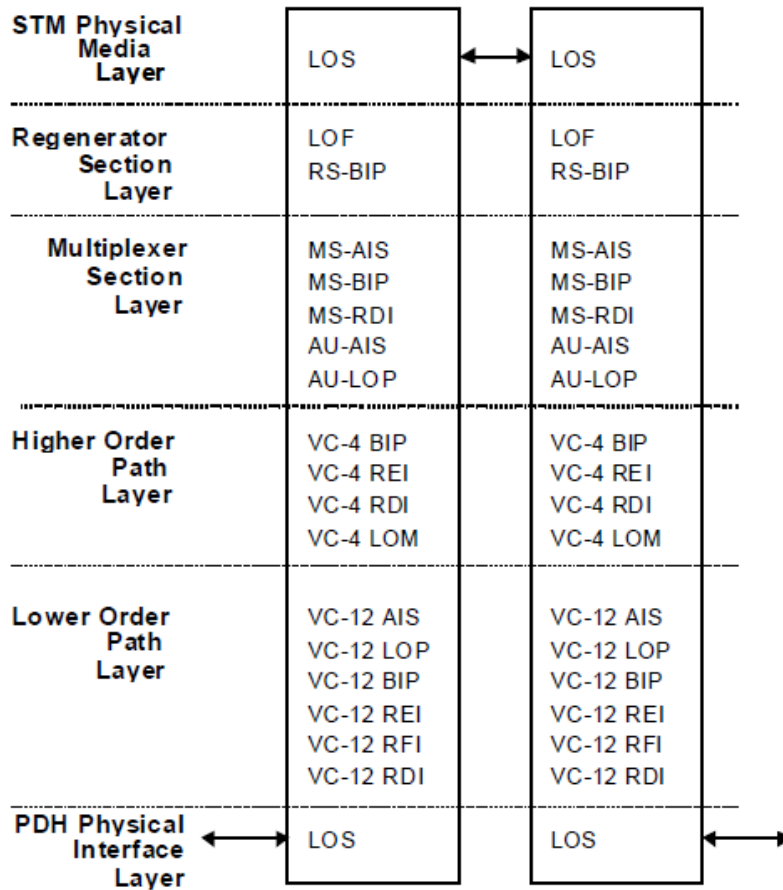 STM Physical
Media
Layer
LOS
LOS
Regenerator
Section
Layer
LOF
RS-BIP
LOF
RS-BIP
Multiplexer
Section
Layer
MS-AIS
MS-BIP
MS-RDI
AU-AIS
AU-LOP
MS-AIS
MS-BIP
MS-RDI
AU-AIS
AU-LOP
Higher Order
Path
Layer
VC-4 BIP
VC-4 REI
VC-4 RDI
VC-4 LOM
VC-4 BIP
VC-4 REI
VC-4 RDI
VC-4 LOM
Lower Order
Path
Layer
VC-12 AIS
VC-12 LOP
VC-12 BIP
VC-12 REI
VC-12 RFI
VC-12 RDI
VC-12 AIS
VC-12 LOP
VC-12 BIP
VC-12 REI
VC-12 RFI
VC-12 RDI
PDH Physical
Interface
Layer
LOS
LOS